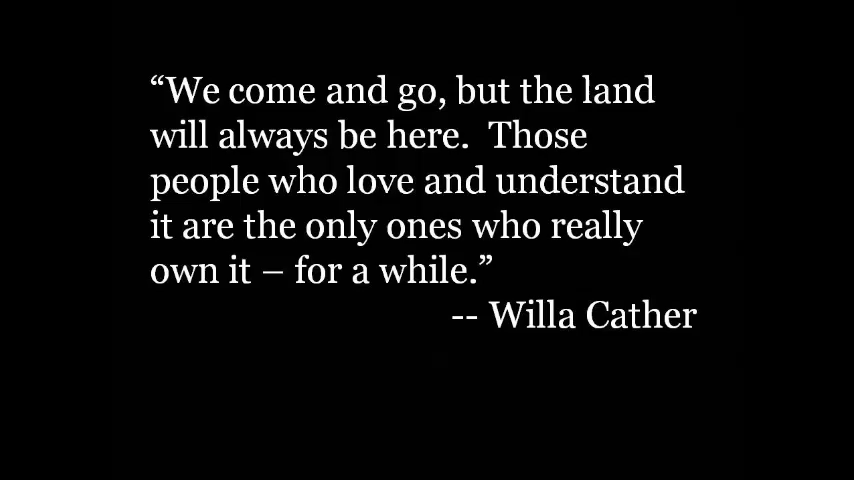 “We come and go, but the land
will always be here.  Those
people who love and understand
it are the only ones who really
own it – for a while.”
-- Willa Cather